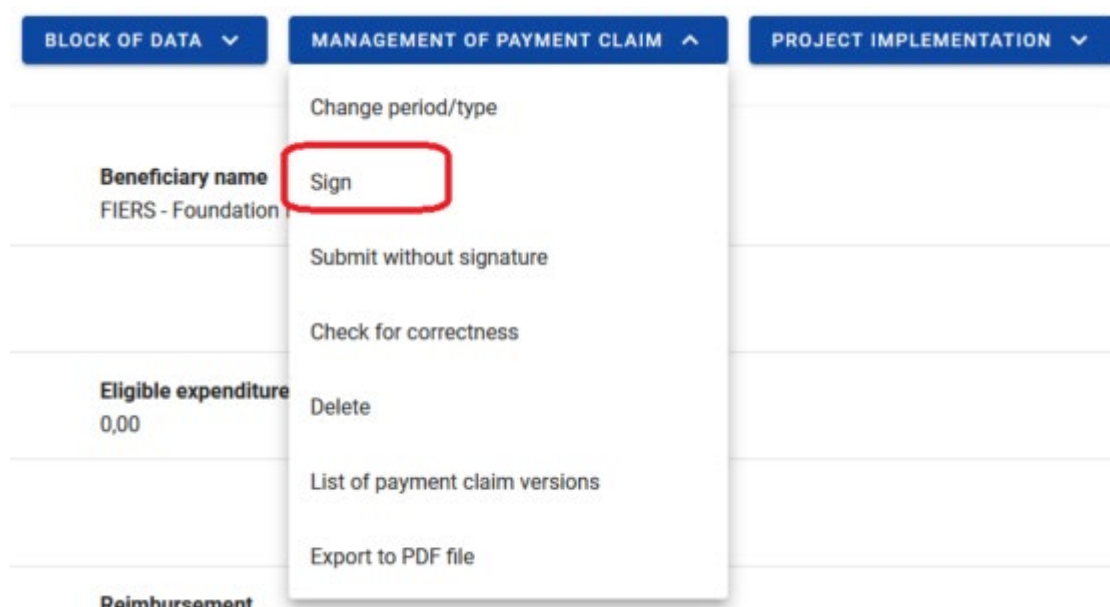 BLOCK OF DATA
MANAGEMENT OF PAYMENT CLAIM
PROJECT IMPLEMENTATION
Change period/type
Beneficiary name
Sign
FIERS - Foundation
Submit without signature
Check for correctness
Eligible expenditure
Delete
0,00
List of payment claim versions
Export to PDF file
Reimbursement